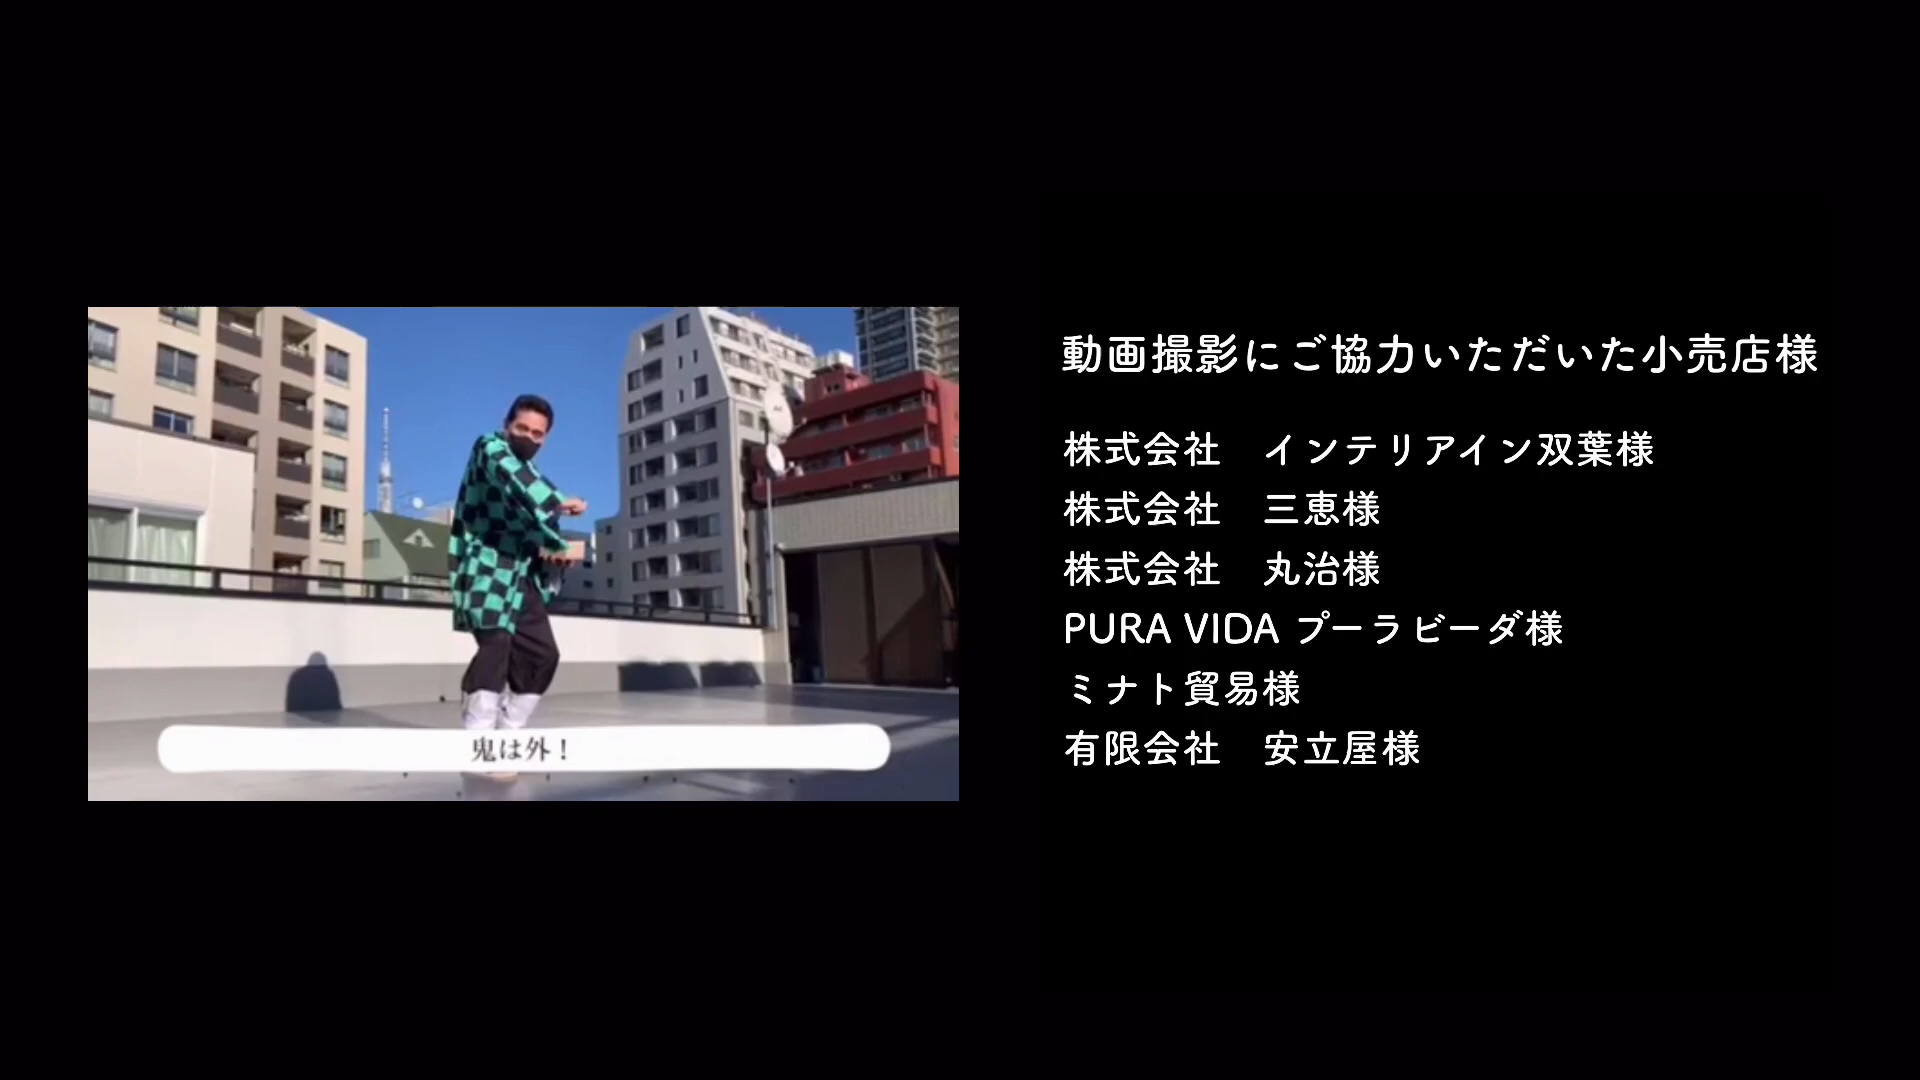 鬼は外！
動画撮影にご協力いただいた小売店様
株式会社　インテリアイン双葉様
株式会社　三恵様
株式会社　丸治様
PURA VIDA プーラビーダ様
ミナト貿易様
有限会社　安立屋様